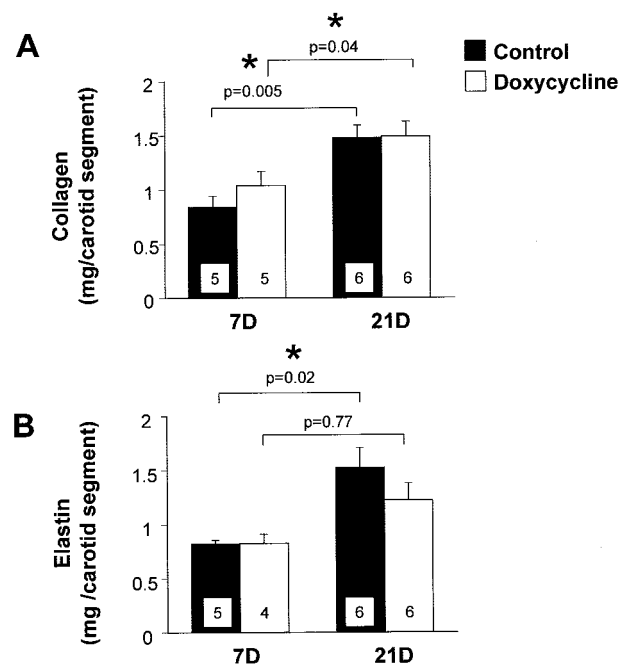 A
*
p=0.04
*
p=0.005
Control
Doxycycline
Collagen
(mg/carotid segment)
2
1.5
1
0.5
0
5
5
6
6
7D
21D
B
*
p=0.02
p=0.77
Elastin
(mg /carotid segment)
2
1.5
1
0.5
0
5
4
6
6
7D
21D